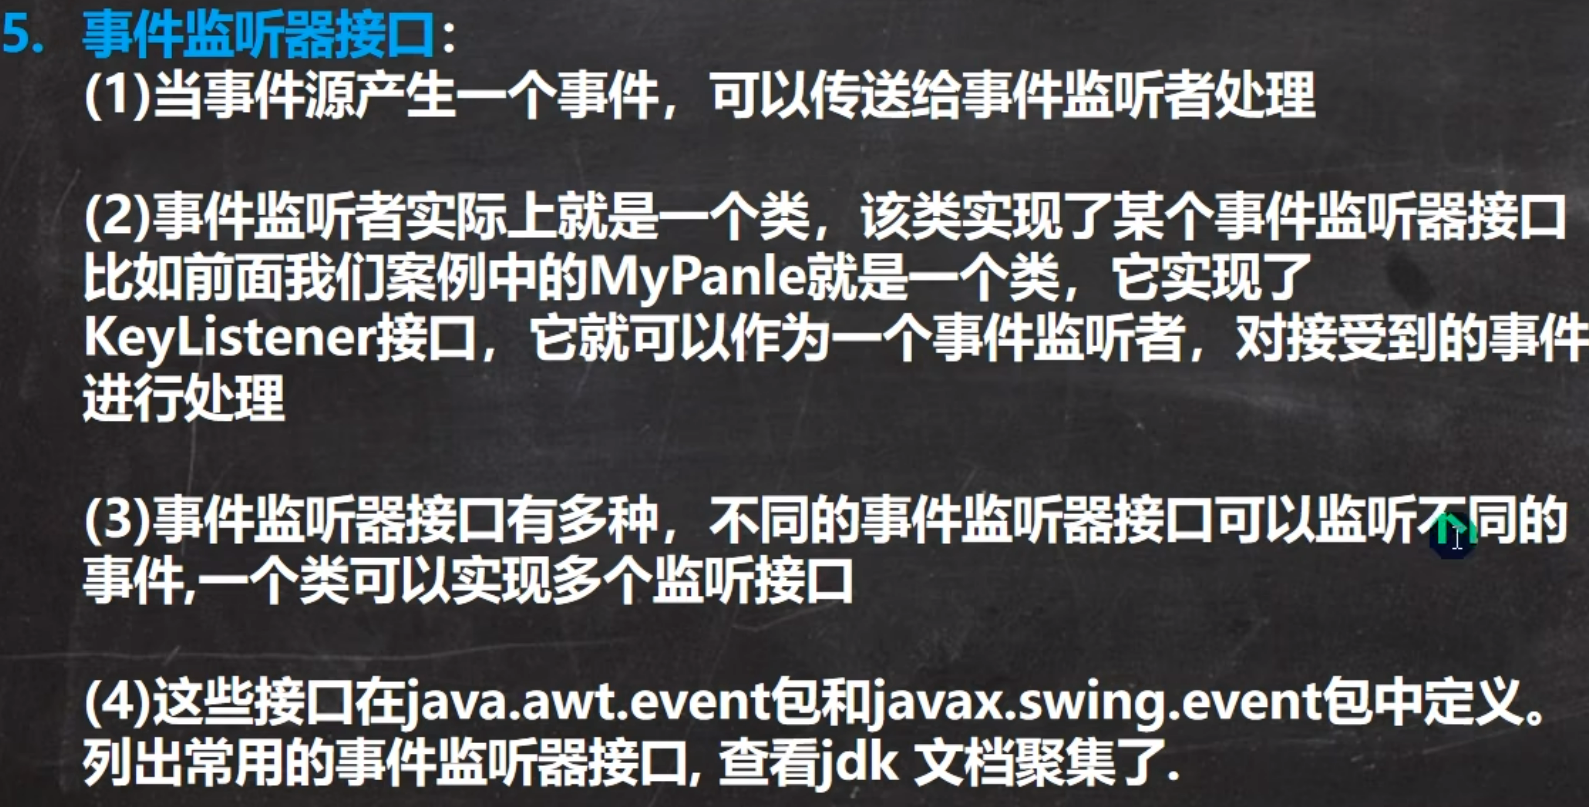 5. 事件监听器接口：
(1)当事件源产生一个事件，可以传送给事件监听者处理
(2)事件监听者实际上就是一个类，该类实现了某个事件监听器接口
比如前面我们案例中的MyPanle就是一个类，它实现了
KeyListener接口，它就可以作为一个事件监听者，对接受到的事件
进行处理
(3)事件监听器接口有多种，不同的事件监听器接口可以监听不同的
事件,一个类可以实现多个监听接口
(4)这些接口在java.awt.event包和javax.swing.event包中定义。
列出常用的事件监听器接口, 查看jdk 文档聚集了.